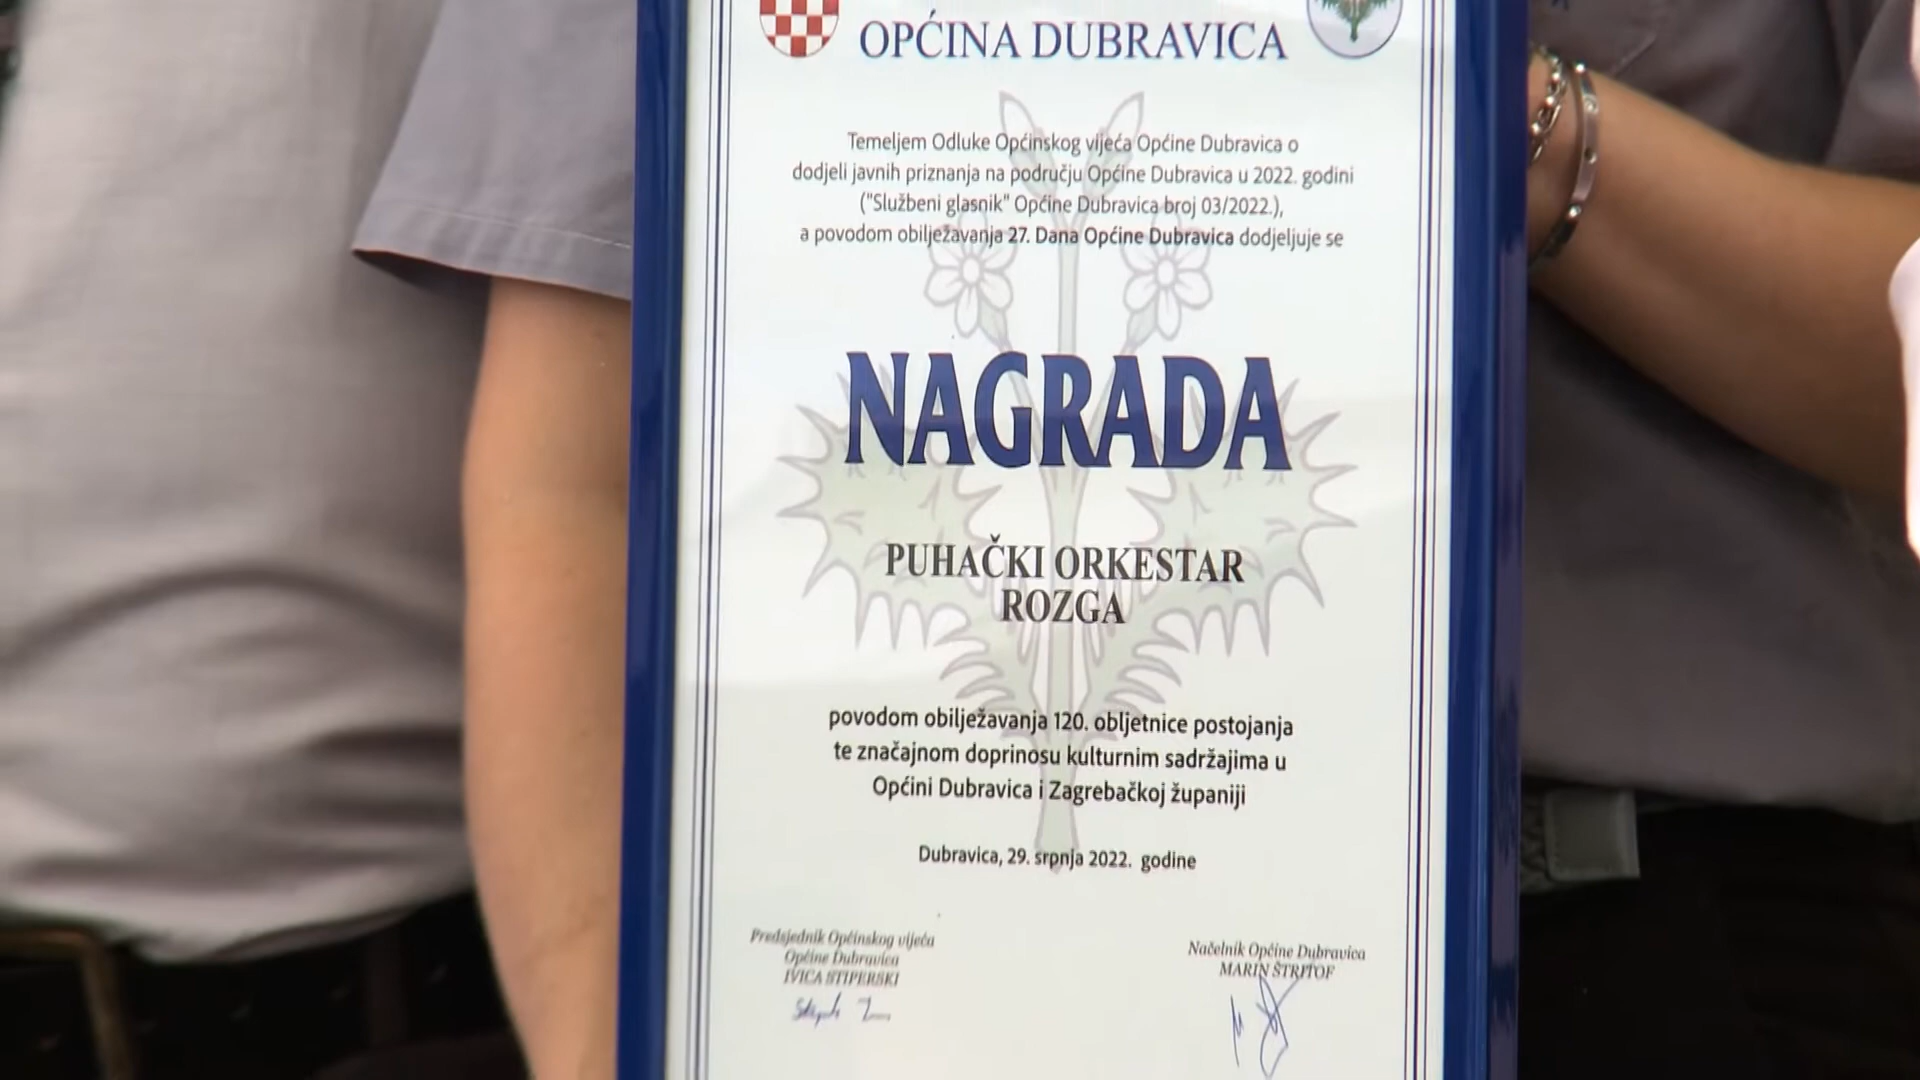 OPĆINA DUBRAVICA
Temeljem Odluke Općinskog vijeća Općine Dubravica o
dodjeli javnih priznanja na području Općine Dubravica u 2022. godini
("Službeni glasnik" Općine Dubravica broj 03/2022.),
a povodom obilježavanja 27. Dana Općine Dubravica dodjeljuje se
NAGRADA
PUHAČKI ORKESTAR
ROZGA
povodom obilježavanja 120. obljetnice postojanja
te značajnom doprinosu kulturnim sadržajima u
Općini Dubravica i Zagrebačkoj županiji
Dubravica, 29. srpnja 2022. godine
Predsjednik Općinskog vijeća
Općine Dubravica
IVICA STIPERSKI
Načelnik Općine Dubravica
MARIN ŠTRITOF